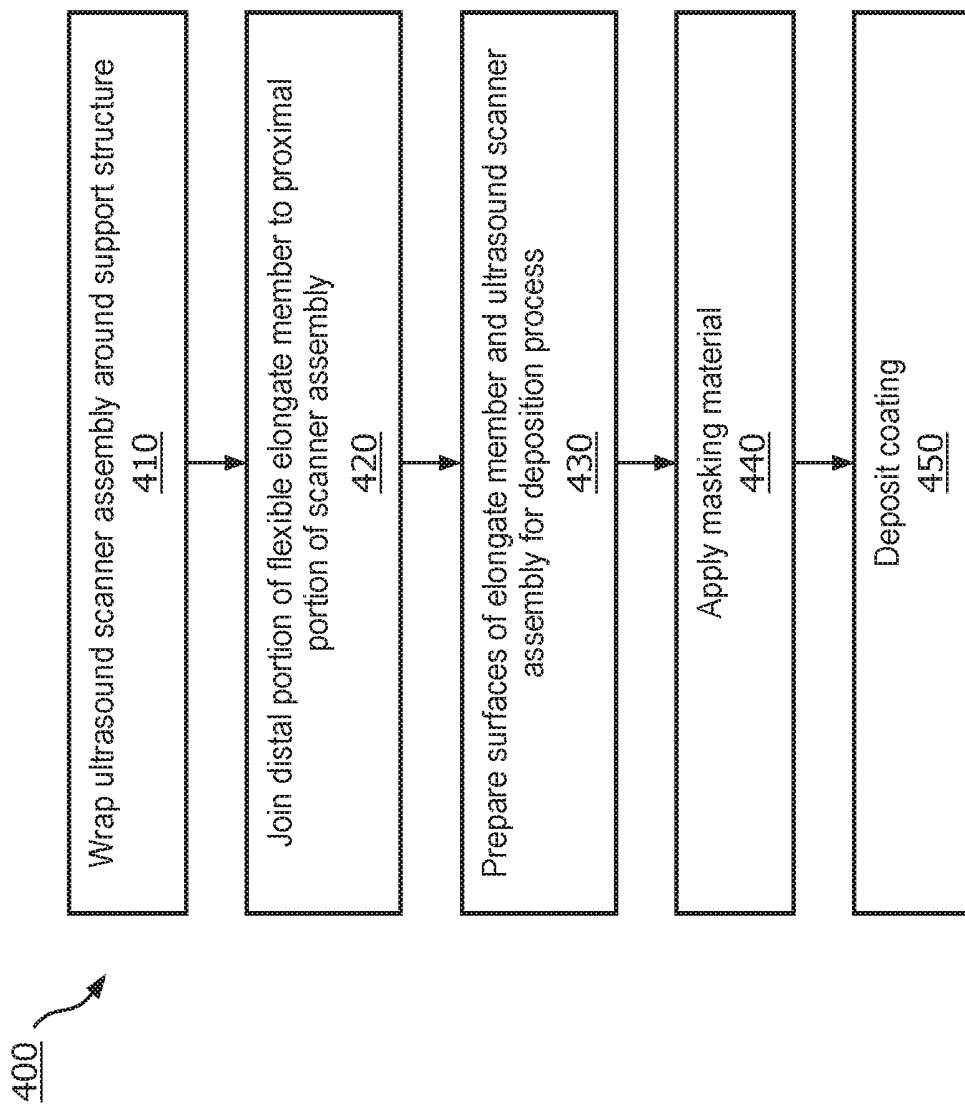 400
Wrap ultrasound scanner assembly around support structure
410
Join distal portion of flexible elongate member to proximal
portion of scanner assembly
420
Prepare surfaces of elongate member and ultrasound scanner
assembly for deposition process
430
Apply masking material
440
Deposit coating
450